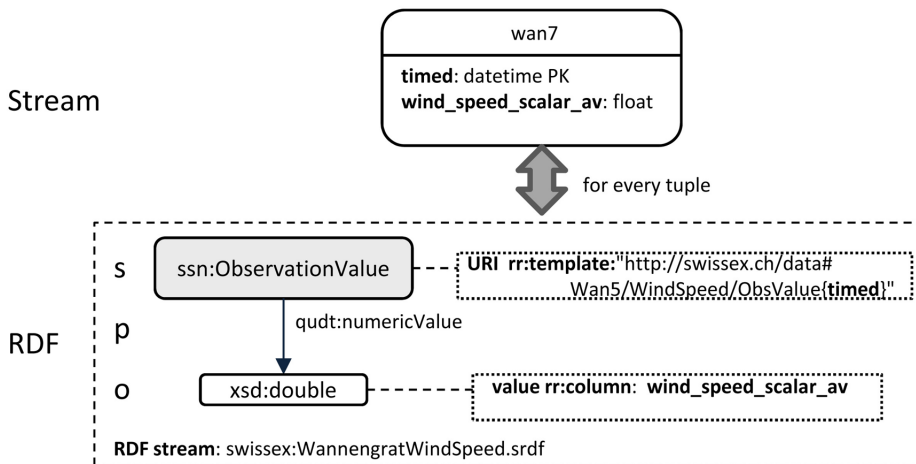 wan7
timed: datetime PK
wind_speed_scalar_av: float
Stream
for every tuple
s
ssn:ObservationValue
URI rr:template:"http://swissex.ch/data#
Wan5/WindSpeed/ObsValue{timed}"
qudt:numericValue
p
RDF
o
xsd:double
value rr:column: wind_speed_scalar_av
RDF stream: swissex:WannengratWindSpeed.srdf